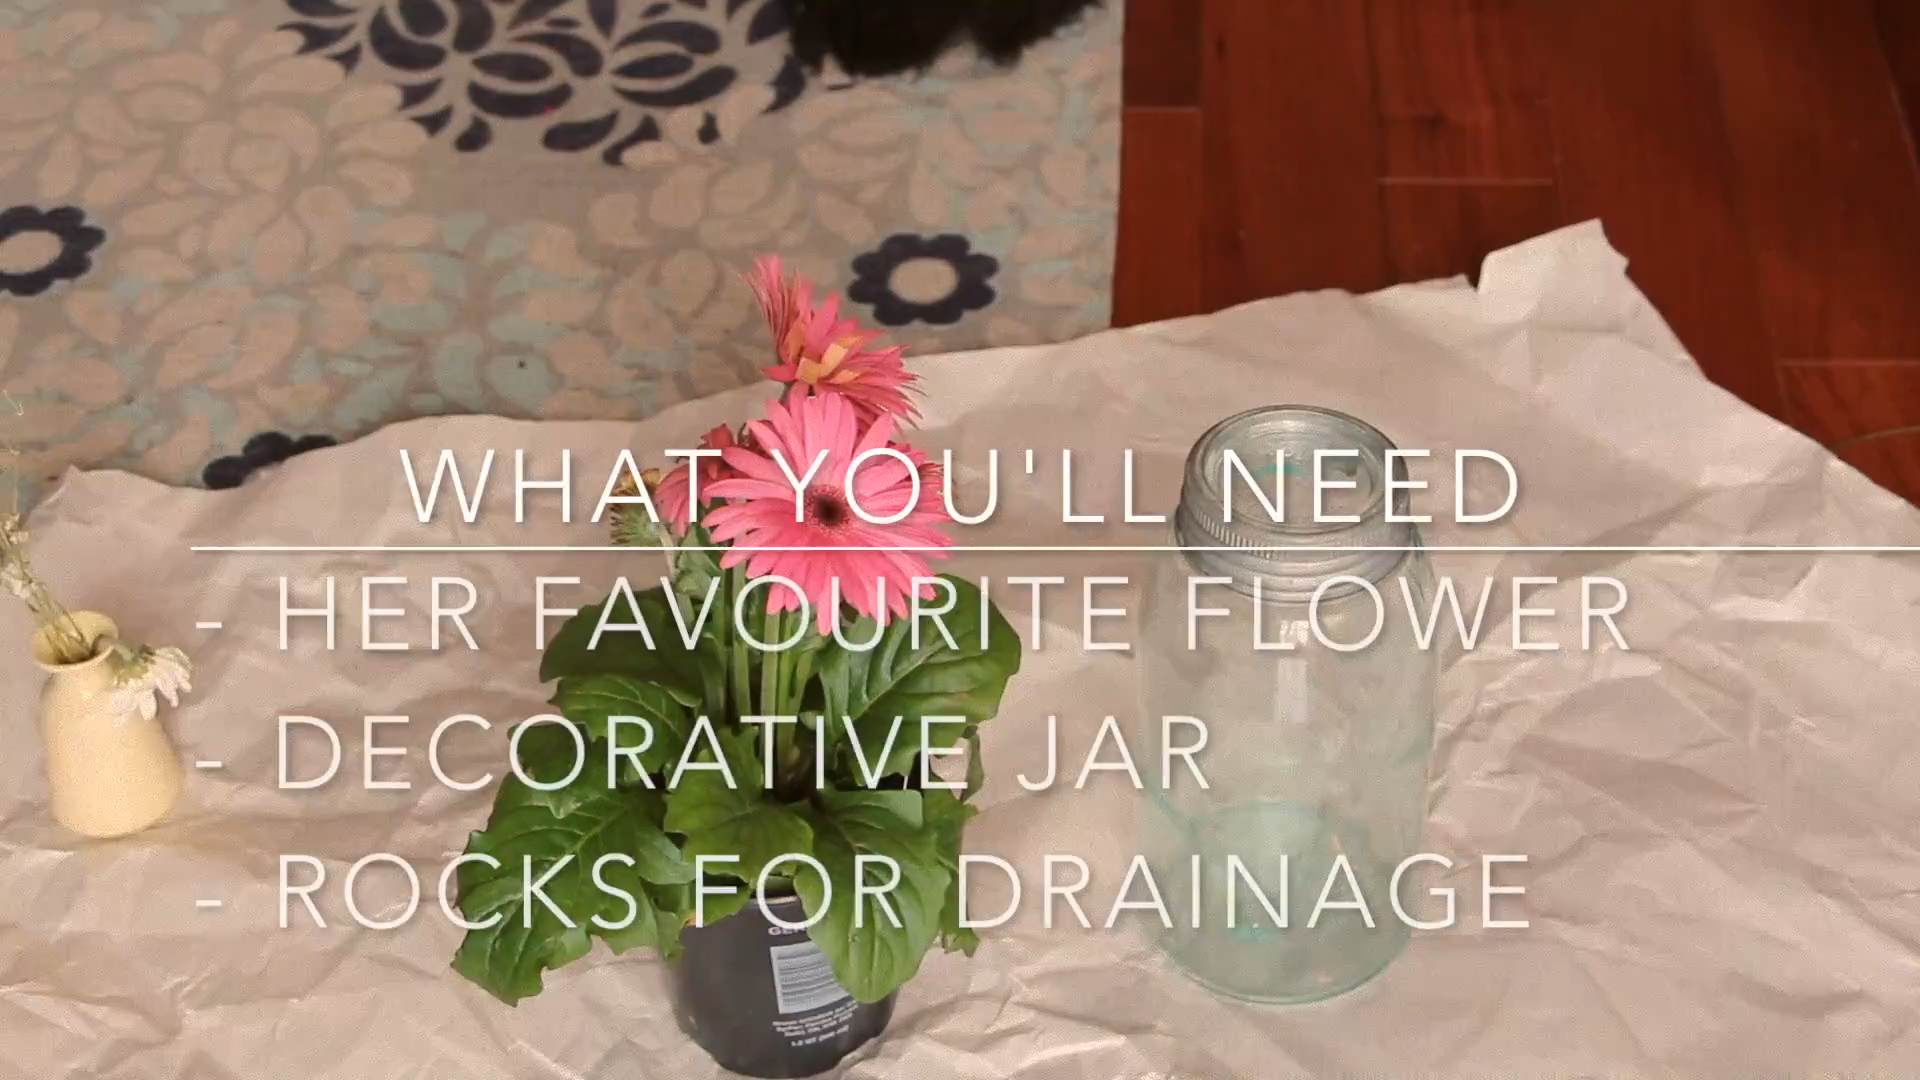 WHAT YOU'LL NEED
- HER FAVOURITE FLOWER
- DECORATIVE JAR
- ROCKS FOR DRAINAGE